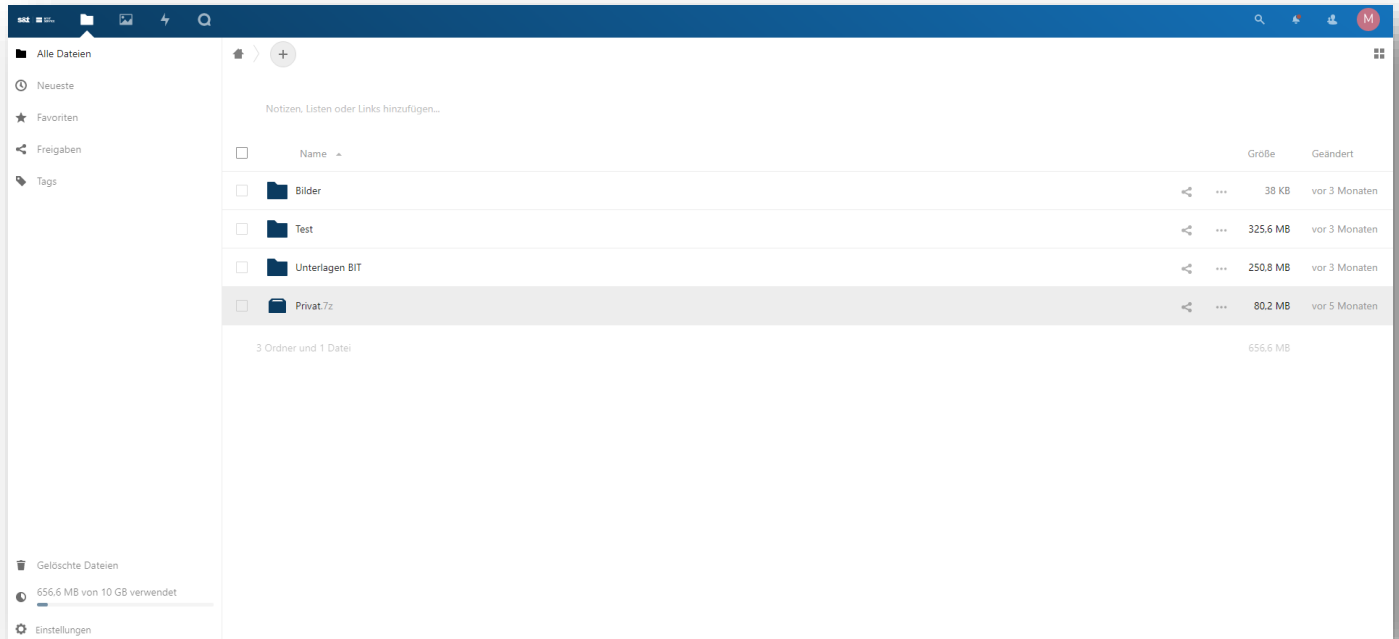 s&t
M
Alle Dateien
Neueste
Favoriten
Freigaben
Tags
Notizen, Listen oder Links hinzufügen...
Name Größe Geändert
Bilder 38 KB vor 3 Monaten
Test 325,6 MB vor 3 Monaten
Unterlagen BIT 250,8 MB vor 3 Monaten
Privat.7z 80,2 MB vor 5 Monaten
3 Ordner und 1 Datei 656,6 MB
Gelöschte Dateien
656,6 MB von 10 GB verwendet
Einstellungen